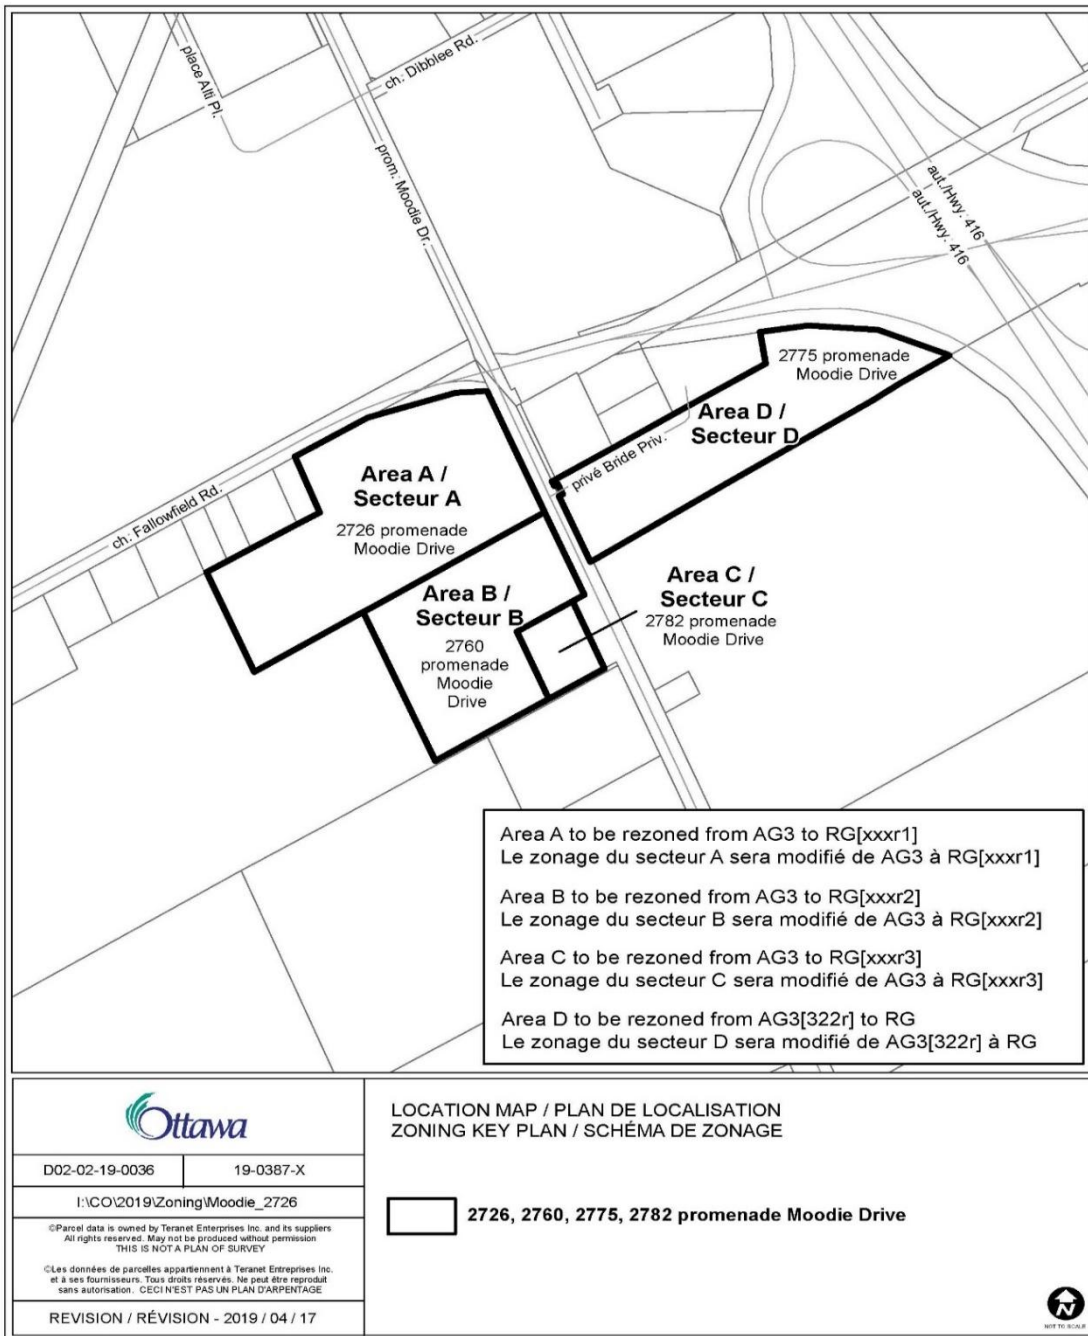 place Alti Pl.
ch: Dibblee Rd.
prom: Moodie Dr.
aut./Hwy: 416
aut./Hwy: 416
2775 promenade
Moodie Drive
Area D /
Secteur D
privé Bride Priv.
Area A /
Secteur A
2726 promenade
Moodie Drive
ch: Fallowfield Rd.
Area B /
Secteur B
2760
promenade
Moodie
Drive
Area C /
Secteur C
2782 promenade
Moodie Drive
Area A to be rezoned from AG3 to RG[xxxr1]
Le zonage du secteur A sera modifié de AG3 à RG[xxxr1]
Area B to be rezoned from AG3 to RG[xxxr2]
Le zonage du secteur B sera modifié de AG3 à RG[xxxr2]
Area C to be rezoned from AG3 to RG[xxxr3]
Le zonage du secteur C sera modifié de AG3 à RG[xxxr3]
Area D to be rezoned from AG3[322r] to RG
Le zonage du secteur D sera modifié de AG3[322r] à RG
Ottawa
D02-02-19-0036
19-0387-X
I:\CO\2019\Zoning\Moodie_2726
©Parcel data is owned by Teranet Enterprises Inc. and its suppliers
All rights reserved. May not be produced without permission
THIS IS NOT A PLAN OF SURVEY
©Les données de parcelles appartiennent à Teranet Entreprises Inc.
et à ses fournisseurs. Tous droits réservés. Ne peut être reproduit
sans autorisation. CECI N'EST PAS UN PLAN D'ARPENTAGE
REVISION / RÉVISION - 2019 / 04 / 17
LOCATION MAP / PLAN DE LOCALISATION
ZONING KEY PLAN / SCHÉMA DE ZONAGE
2726, 2760, 2775, 2782 promenade Moodie Drive
N
NOT TO SCALE